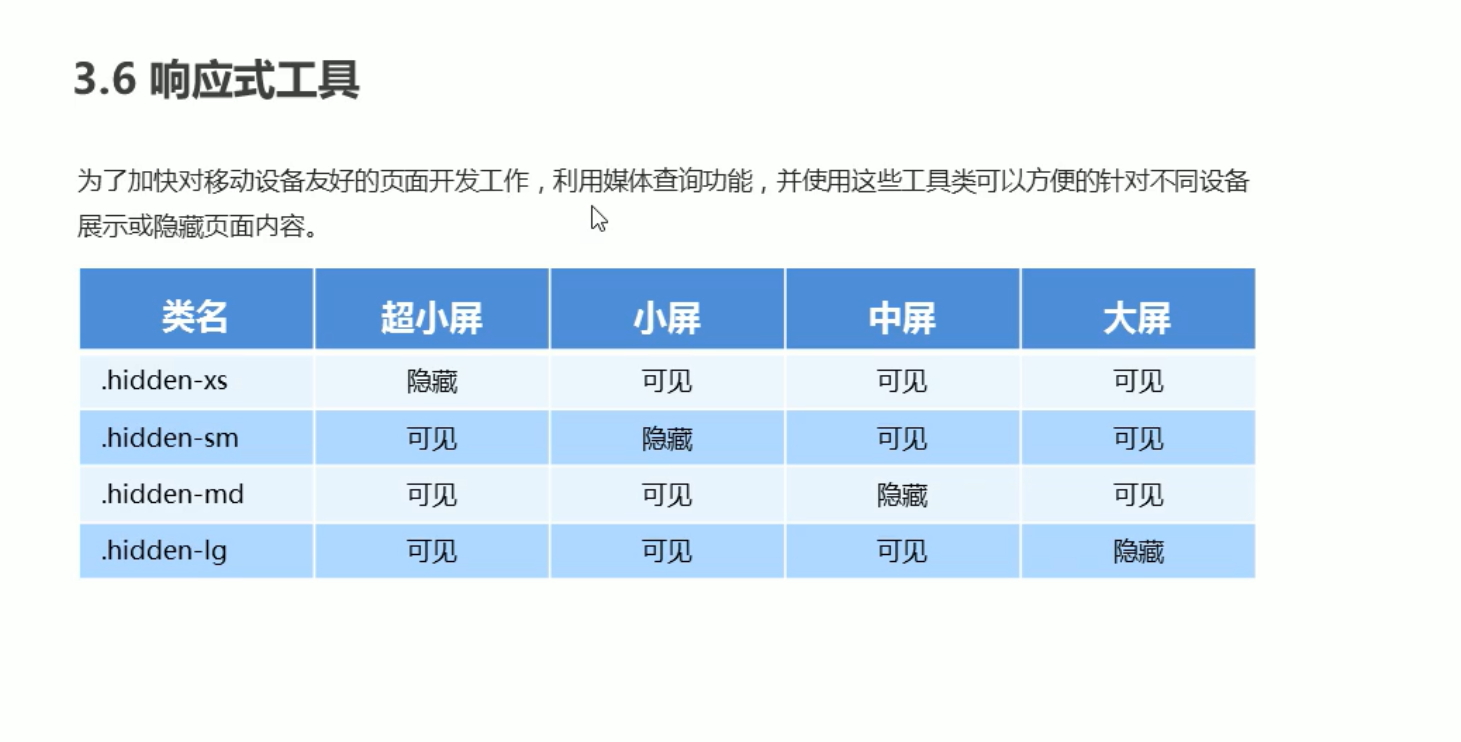 3.6 响应式工具
为了加快对移动设备友好的页面开发工作，利用媒体查询功能，并使用这些工具类可以方便的针对不同设备
展示或隐藏页面内容。
类名 超小屏 小屏 中屏 大屏
.hidden-xs 隐藏 可见 可见 可见
.hidden-sm 可见 隐藏 可见 可见
.hidden-md 可见 可见 隐藏 可见
.hidden-lg 可见 可见 可见 隐藏